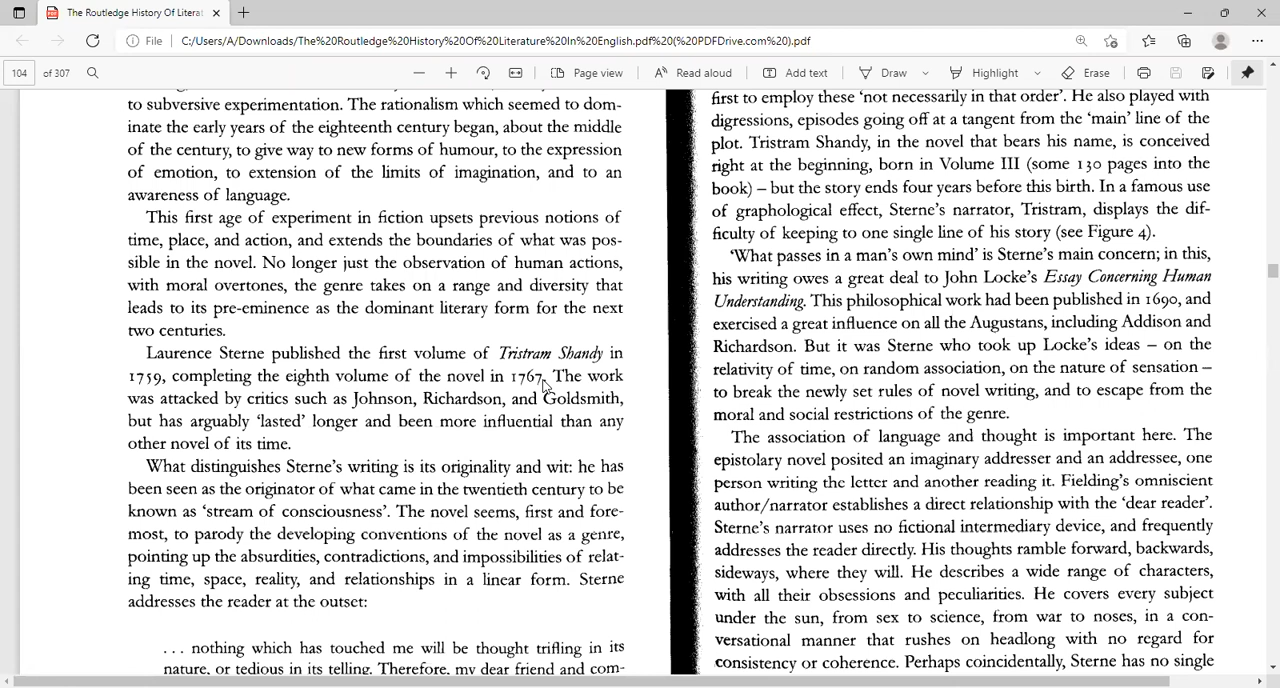 The Routledge History Of Litera
File
C:/Users/A/Downloads/The%20Routledge%20History%20Of%20Literature%20In%20English.pdf%20(%20PDFDrive.com%20).pdf
104 of 307
Page view
Read aloud
Add text
Draw
Highlight
Erase
to subversive experimentation. The rationalism which seemed to dom-
inate the early years of the eighteenth century began, about the middle
of the century, to give way to new forms of humour, to the expression
of emotion, to extension of the limits of imagination, and to an
awareness of language.
This first age of experiment in fiction upsets previous notions of
time, place, and action, and extends the boundaries of what was pos-
sible in the novel. No longer just the observation of human actions,
with moral overtones, the genre takes on a range and diversity that
leads to its pre-eminence as the dominant literary form for the next
two centuries.
Laurence Sterne published the first volume of Tristram Shandy in
1759, completing the eighth volume of the novel in 1767. The work
was attacked by critics such as Johnson, Richardson, and Goldsmith,
but has arguably ‘lasted’ longer and been more influential than any
other novel of its time.
What distinguishes Sterne’s writing is its originality and wit: he has
been seen as the originator of what came in the twentieth century to be
known as ‘stream of consciousness’. The novel seems, first and fore-
most, to parody the developing conventions of the novel as a genre,
pointing up the absurdities, contradictions, and impossibilities of relat-
ing time, space, reality, and relationships in a linear form. Sterne
addresses the reader at the outset:
. . . nothing which has touched me will be thought trifling in its
nature, or tedious in its telling. Therefore, my dear friend and com-
first to employ these ‘not necessarily in that order’. He also played with
digressions, episodes going off at a tangent from the ‘main’ line of the
plot. Tristram Shandy, in the novel that bears his name, is conceived
right at the beginning, born in Volume III (some 130 pages into the
book) – but the story ends four years before this birth. In a famous use
of graphological effect, Sterne’s narrator, Tristram, displays the dif-
ficulty of keeping to one single line of his story (see Figure 4).
‘What passes in a man’s own mind’ is Sterne’s main concern; in this,
his writing owes a great deal to John Locke’s Essay Concerning Human
Understanding. This philosophical work had been published in 1690, and
exercised a great influence on all the Augustans, including Addison and
Richardson. But it was Sterne who took up Locke’s ideas – on the
relativity of time, on random association, on the nature of sensation –
to break the newly set rules of novel writing, and to escape from the
moral and social restrictions of the genre.
The association of language and thought is important here. The
epistolary novel posited an imaginary addresser and an addressee, one
person writing the letter and another reading it. Fielding’s omniscient
author/narrator establishes a direct relationship with the ‘dear reader’.
Sterne’s narrator uses no fictional intermediary device, and frequently
addresses the reader directly. His thoughts ramble forward, backwards,
sideways, where they will. He describes a wide range of characters,
with all their obsessions and peculiarities. He covers every subject
under the sun, from sex to science, from war to noses, in a con-
versational manner that rushes on headlong with no regard for
consistency or coherence. Perhaps coincidentally, Sterne has no single